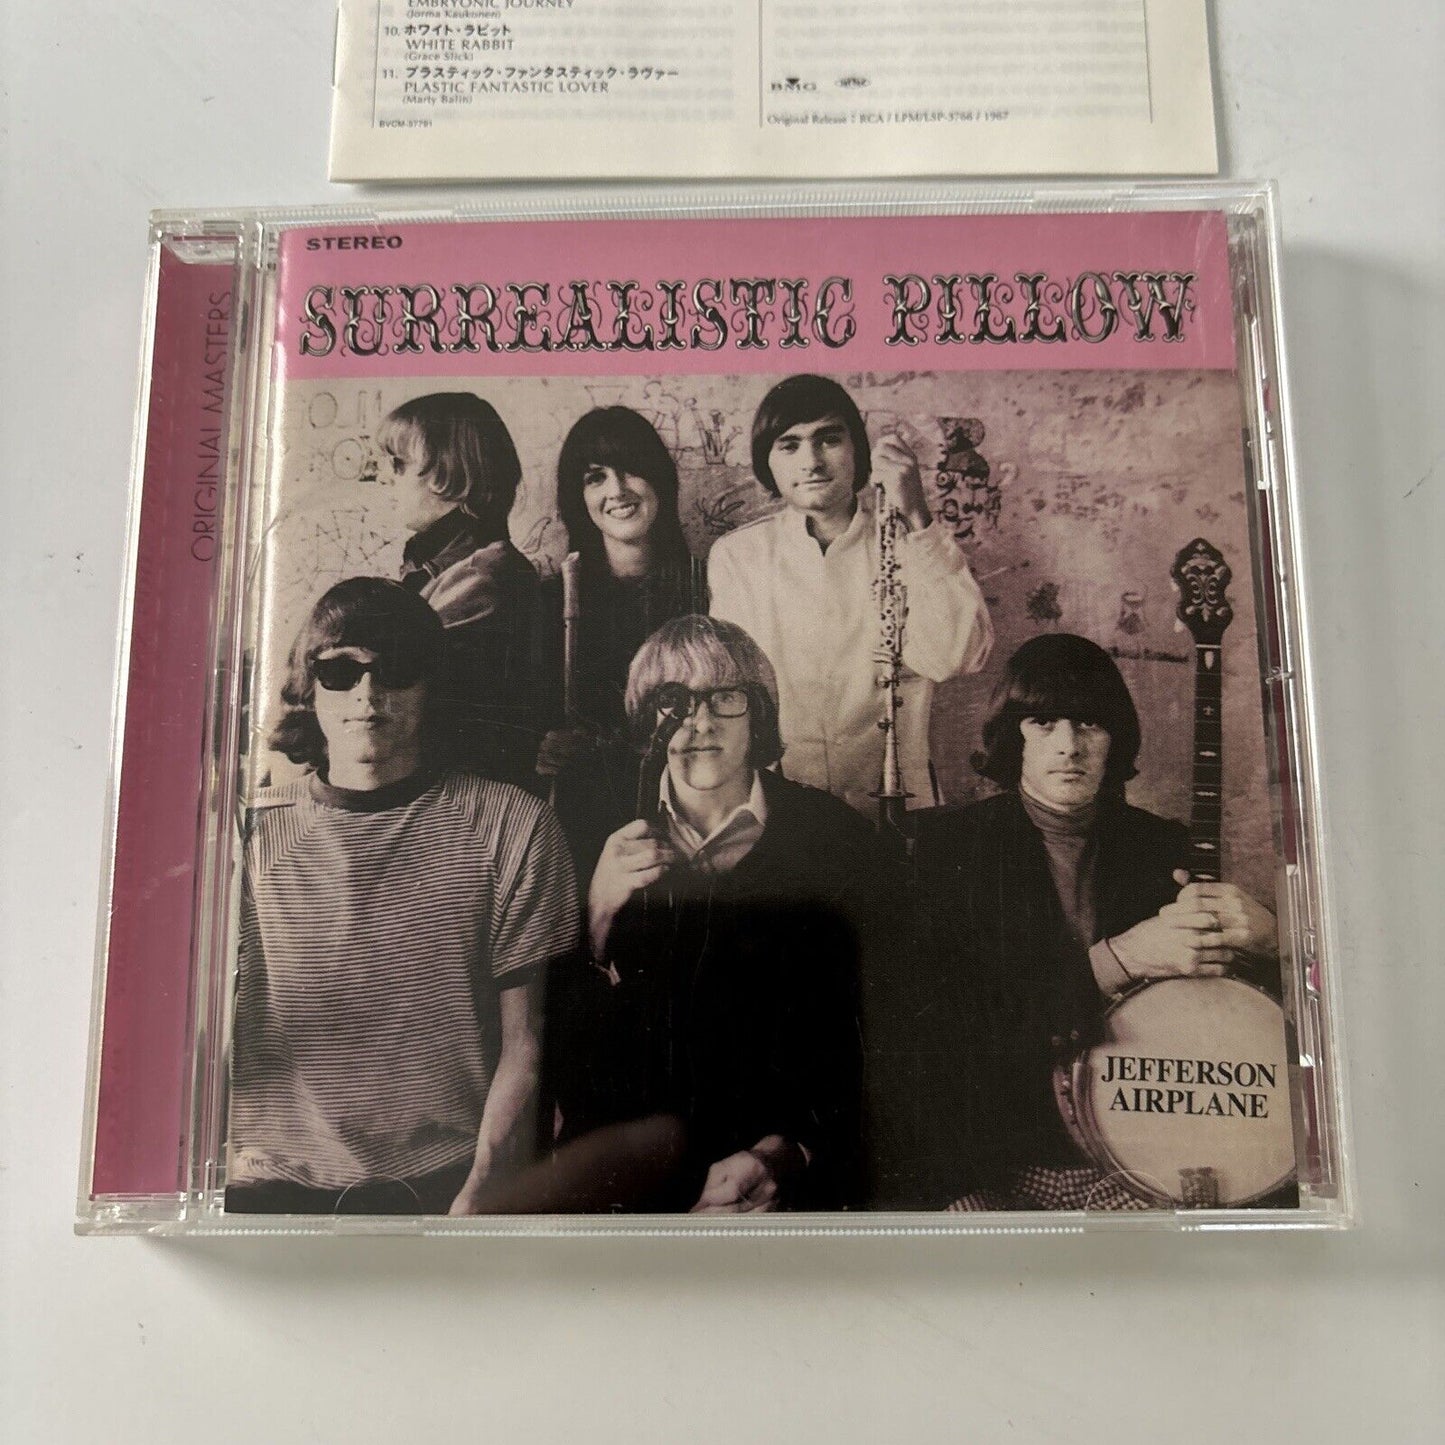 EMBRYONIC JOURNEY
(Jorma Kaukonen)
10. ホワイト・ラビット
WHITE RABBIT
(Grace Slick)
11. プラスティック・ファンタスティック・ラヴァー
PLASTIC FANTASTIC LOVER
(Marty Balin)
BVCM-37791
BMG
Original Release : RCA / LPM/LSP-3766 / 1967
ORIGINAL MASTERS
STEREO
SURREALISTIC PILLOW
JEFFERSON
AIRPLANE